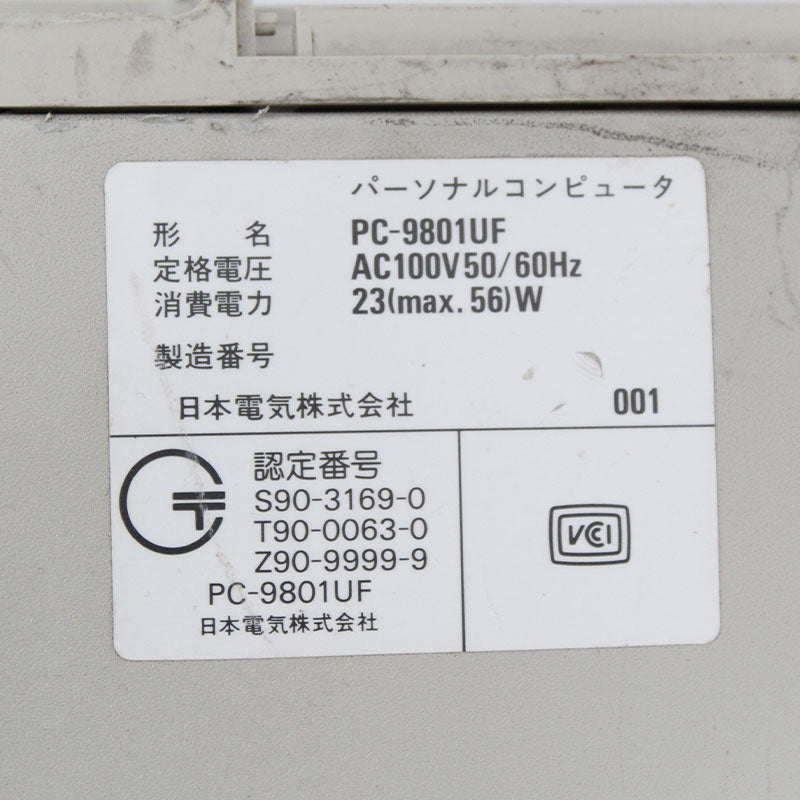 パーソナルコンピュータ
形 名 PC-9801UF
定格電圧 AC100V50/60Hz
消費電力 23(max.56)W
製造番号
日本電気株式会社 001
認定番号
S90-3169-0
T90-0063-0
Z90-9999-9
PC-9801UF
日本電気株式会社
VCCI